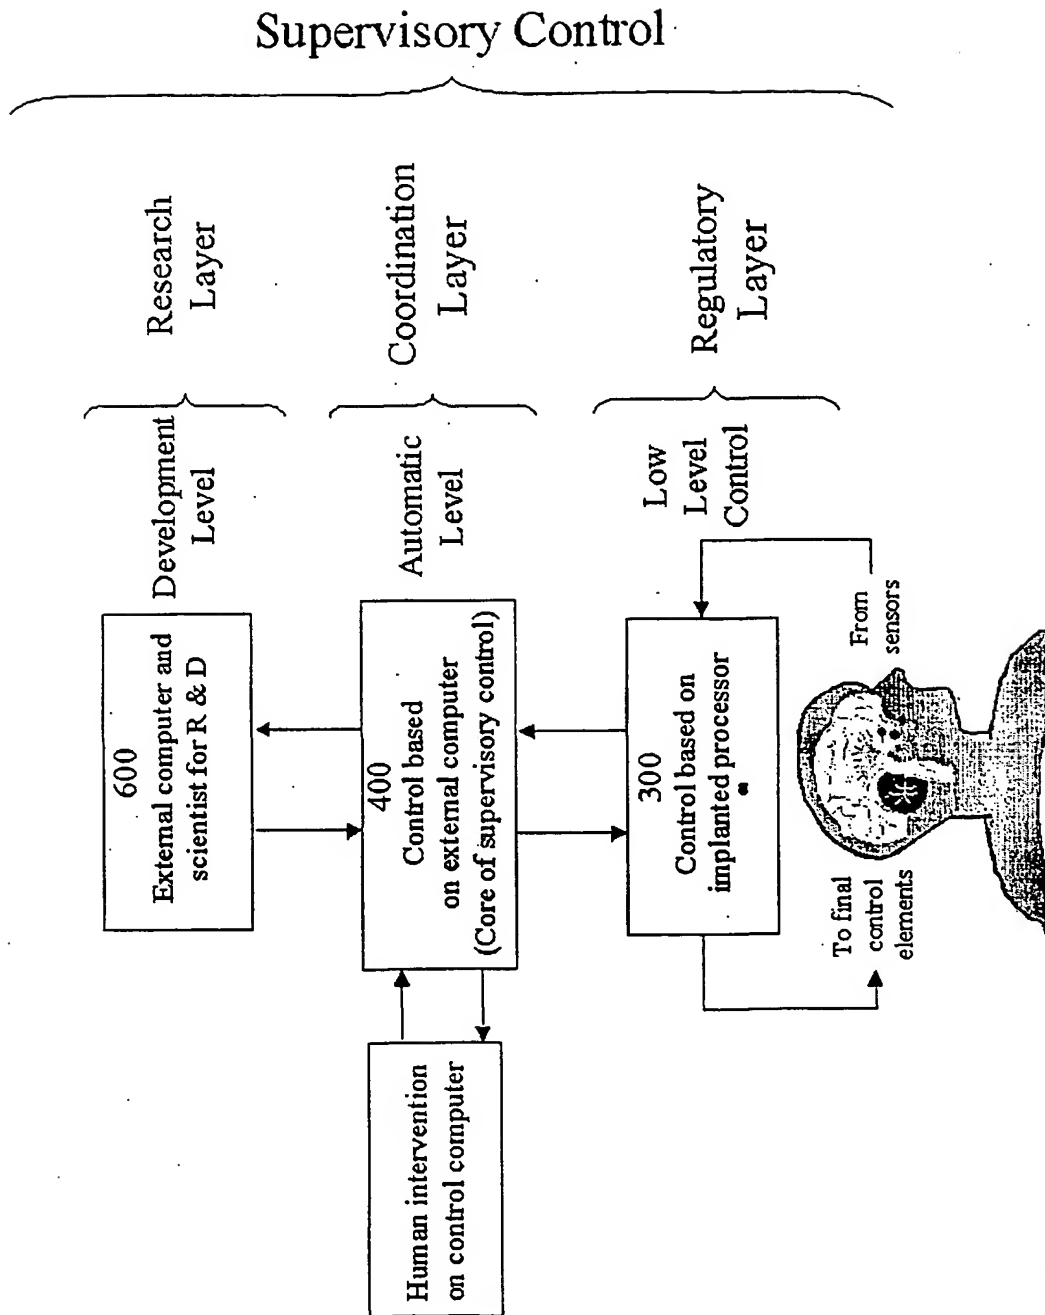 Supervisory Control
Research
Layer
Coordination
Layer
Regulatory
Layer
Development
Level
Automatic
Level
Low
Level
Control
600
External computer and
scientist for R & D
400
Control based
on external computer
(Core of supervisory control)
300
Control based on
implanted processor
From
sensors
To final
control
elements
Human intervention
on control computer